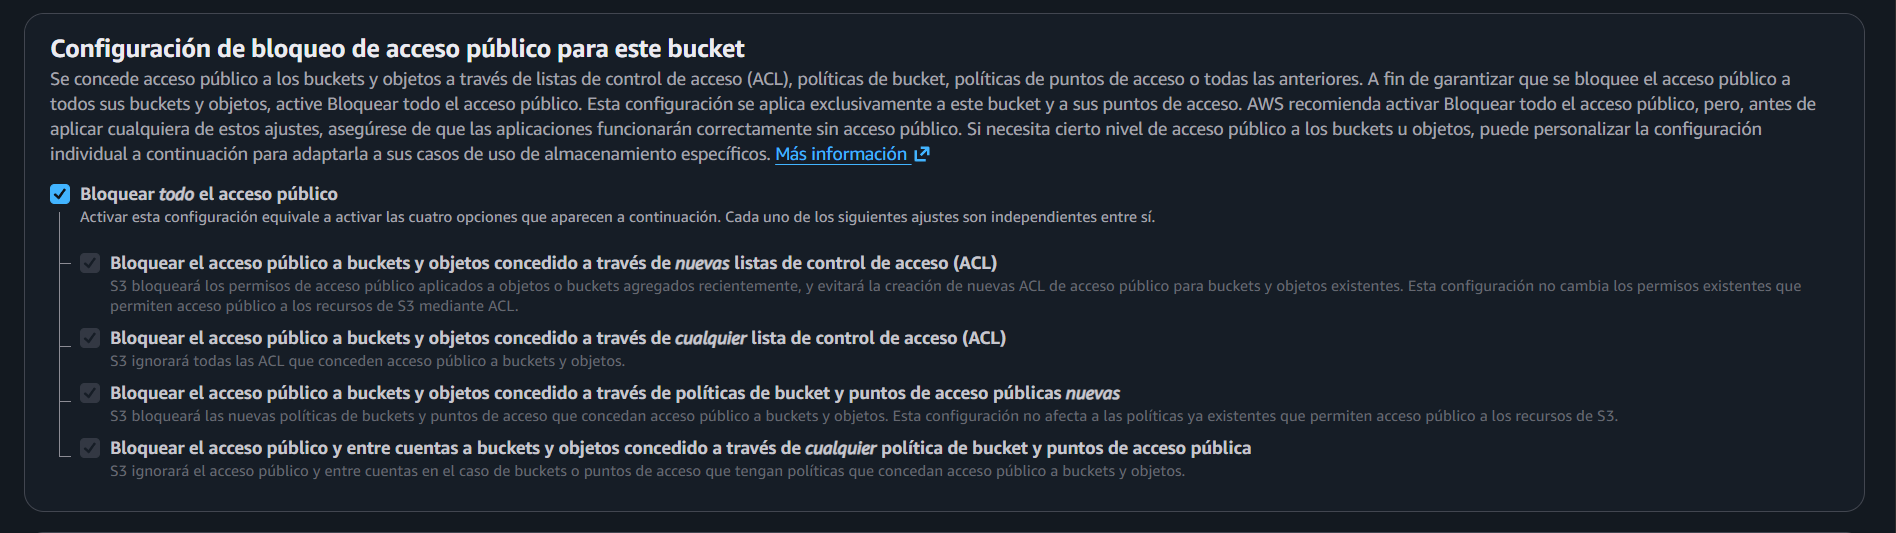 Configuración de bloqueo de acceso público para este bucket
Se concede acceso público a los buckets y objetos a través de listas de control de acceso (ACL), políticas de bucket, políticas de puntos de acceso o todas las anteriores. A fin de garantizar que se bloquee el acceso público a
todos sus buckets y objetos, active Bloquear todo el acceso público. Esta configuración se aplica exclusivamente a este bucket y a sus puntos de acceso. AWS recomienda activar Bloquear todo el acceso público, pero, antes de
aplicar cualquiera de estos ajustes, asegúrese de que las aplicaciones funcionarán correctamente sin acceso público. Si necesita cierto nivel de acceso público a los buckets u objetos, puede personalizar la configuración
individual a continuación para adaptarla a sus casos de uso de almacenamiento específicos. Más información
Bloquear todo el acceso público
Activar esta configuración equivale a activar las cuatro opciones que aparecen a continuación. Cada uno de los siguientes ajustes son independientes entre sí.
Bloquear el acceso público a buckets y objetos concedido a través de nuevas listas de control de acceso (ACL)
S3 bloqueará los permisos de acceso público aplicados a objetos o buckets agregados recientemente, y evitará la creación de nuevas ACL de acceso público para buckets y objetos existentes. Esta configuración no cambia los permisos existentes que
permiten acceso público a los recursos de S3 mediante ACL.
Bloquear el acceso público a buckets y objetos concedido a través de cualquier lista de control de acceso (ACL)
S3 ignorará todas las ACL que conceden acceso público a buckets y objetos.
Bloquear el acceso público a buckets y objetos concedido a través de políticas de bucket y puntos de acceso públicas nuevas
S3 bloqueará las nuevas políticas de buckets y puntos de acceso que concedan acceso público a buckets y objetos. Esta configuración no afecta a las políticas ya existentes que permiten acceso público a los recursos de S3.
Bloquear el acceso público y entre cuentas a buckets y objetos concedido a través de cualquier política de bucket y puntos de acceso pública
S3 ignorará el acceso público y entre cuentas en el caso de buckets o puntos de acceso que tengan políticas que concedan acceso público a buckets y objetos.